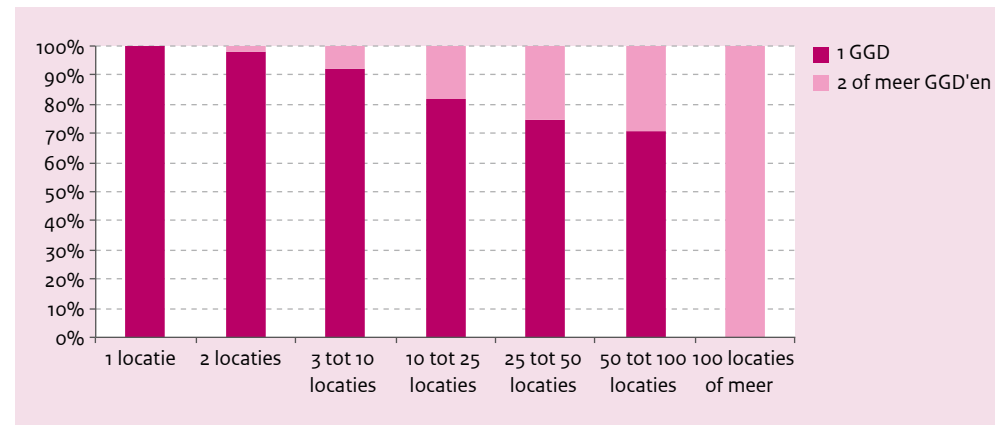 100%
90%
80%
70%
60%
50%
40%
30%
20%
10%
0%
1 locatie
2 locaties
3 tot 10
locaties
10 tot 25
locaties
25 tot 50
locaties
50 tot 100
locaties
100 locaties
of meer
1 GGD
2 of meer GGD'en